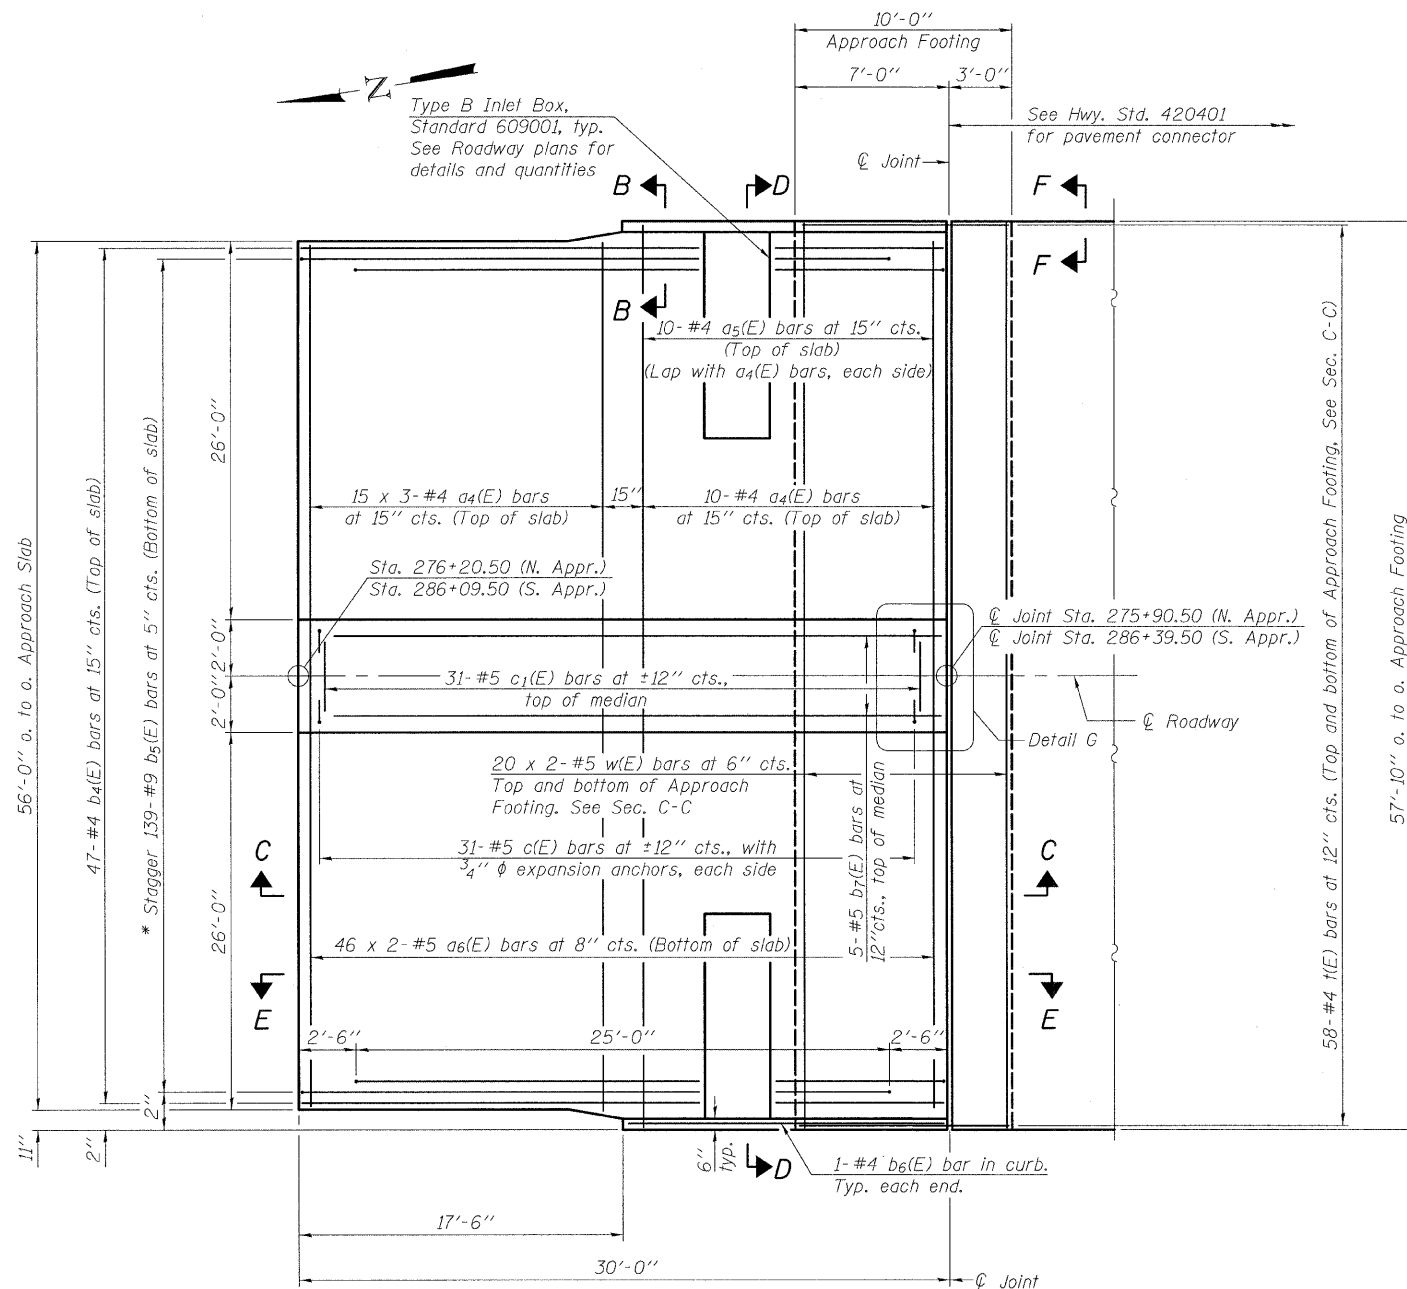 10'-0"
Approach Footing
7'-0"
3'-0"
Z
Type B Inlet Box,
Standard 609001, typ.
See Roadway plans for
details and quantities
See Hwy. Std. 420401
for pavement connector
℄ Joint
B
D
F
F
B
10-#4 a5(E) bars at 15" cts.
(Top of slab)
(Lap with a4(E) bars, each side)
26'-0"
15 x 3-#4 a4(E) bars
at 15" cts. (Top of slab)
15"
10-#4 a4(E) bars
at 15" cts. (Top of slab)
56'-0" o. to o. Approach Slab
47-#4 b4(E) bars at 15" cts. (Top of slab)
* Stagger 139-#9 b5(E) bars at 5" cts. (Bottom of slab)
Sta. 276+20.50 (N. Appr.)
Sta. 286+09.50 (S. Appr.)
℄ Joint Sta. 275+90.50 (N. Appr.)
℄ Joint Sta. 286+39.50 (S. Appr.)
2'-0"
2'-0"
31-#5 c1(E) bars at ±12" cts.,
top of median
℄ Roadway
Detail G
20 x 2-#5 w(E) bars at 6" cts.
Top and bottom of Approach
Footing. See Sec. C-C
5-#5 b7(E) bars at
12"cts., top of median
58-#4 t(E) bars at 12" cts. (Top and bottom of Approach Footing, See Sec. C-C)
57'-10" o. to o. Approach Footing
C
31-#5 c(E) bars at ±12" cts., with
3/4" ϕ expansion anchors, each side
C
26'-0"
46 x 2-#5 a6(E) bars at 8" cts. (Bottom of slab)
E
E
2'-6"
25'-0"
2'-6"
2"
11"
2"
6"
typ.
D
1-#4 b6(E) bar in curb.
Typ. each end.
17'-6"
30'-0"
℄ Joint